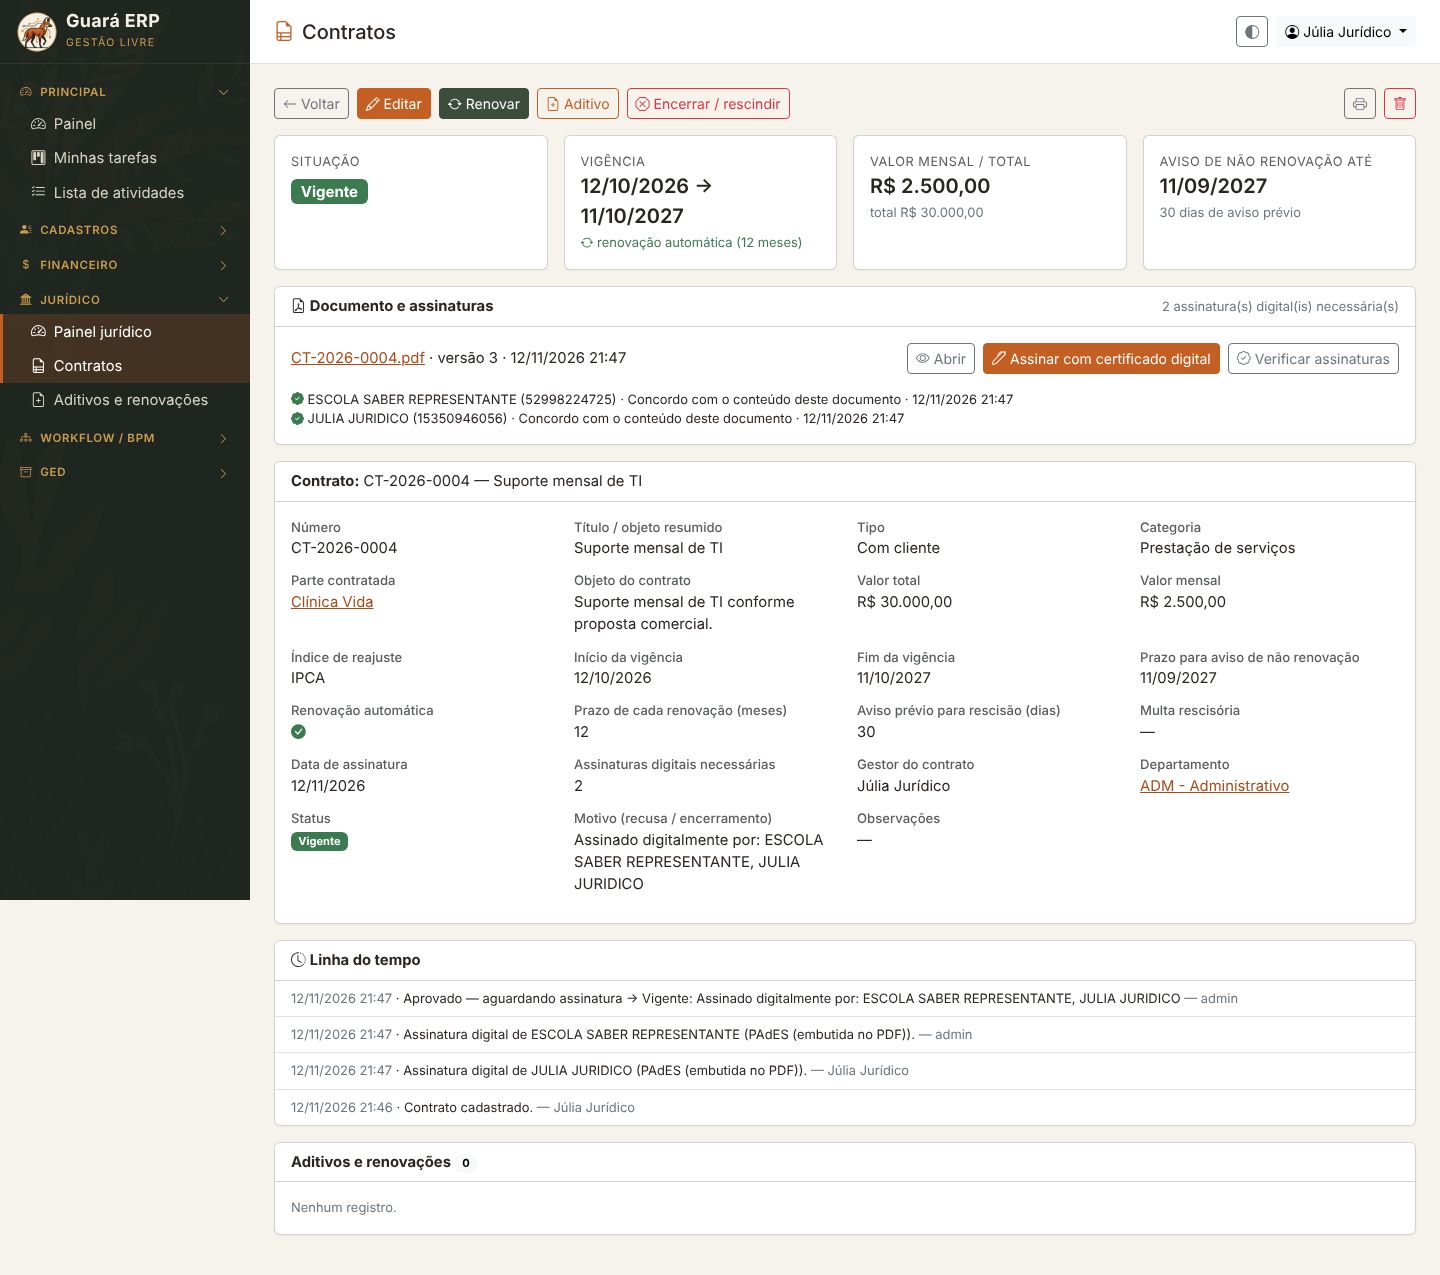 Guará ERP
GESTÃO LIVRE
PRINCIPAL
Painel
Minhas tarefas
Lista de atividades
CADASTROS
$ FINANCEIRO
JURÍDICO
Painel jurídico
Contratos
Aditivos e renovações
WORKFLOW / BPM
GED
Contratos
Júlia Jurídico
← Voltar
Editar
Renovar
Aditivo
Encerrar / rescindir
SITUAÇÃO
Vigente
VIGÊNCIA
12/10/2026 →
11/10/2027
renovação automática (12 meses)
VALOR MENSAL / TOTAL
R$ 2.500,00
total R$ 30.000,00
AVISO DE NÃO RENOVAÇÃO ATÉ
11/09/2027
30 dias de aviso prévio
Documento e assinaturas
2 assinatura(s) digital(is) necessária(s)
CT-2026-0004.pdf · versão 3 · 12/11/2026 21:47
Abrir
Assinar com certificado digital
Verificar assinaturas
ESCOLA SABER REPRESENTANTE (52998224725) · Concordo com o conteúdo deste documento · 12/11/2026 21:47
JULIA JURIDICO (15350946056) · Concordo com o conteúdo deste documento · 12/11/2026 21:47
Contrato: CT-2026-0004 — Suporte mensal de TI
Número
CT-2026-0004
Título / objeto resumido
Suporte mensal de TI
Tipo
Com cliente
Categoria
Prestação de serviços
Parte contratada
Clínica Vida
Objeto do contrato
Suporte mensal de TI conforme
proposta comercial.
Valor total
R$ 30.000,00
Valor mensal
R$ 2.500,00
Índice de reajuste
IPCA
Início da vigência
12/10/2026
Fim da vigência
11/10/2027
Prazo para aviso de não renovação
11/09/2027
Renovação automática
Prazo de cada renovação (meses)
12
Aviso prévio para rescisão (dias)
30
Multa rescisória
—
Data de assinatura
12/11/2026
Assinaturas digitais necessárias
2
Gestor do contrato
Júlia Jurídico
Departamento
ADM - Administrativo
Status
Vigente
Motivo (recusa / encerramento)
Assinado digitalmente por: ESCOLA
SABER REPRESENTANTE, JULIA
JURIDICO
Observações
—
Linha do tempo
12/11/2026 21:47 · Aprovado — aguardando assinatura → Vigente: Assinado digitalmente por: ESCOLA SABER REPRESENTANTE, JULIA JURIDICO — admin
12/11/2026 21:47 · Assinatura digital de ESCOLA SABER REPRESENTANTE (PAdES (embutida no PDF)). — admin
12/11/2026 21:47 · Assinatura digital de JULIA JURIDICO (PAdES (embutida no PDF)). — Júlia Jurídico
12/11/2026 21:46 · Contrato cadastrado. — Júlia Jurídico
Aditivos e renovações 0
Nenhum registro.